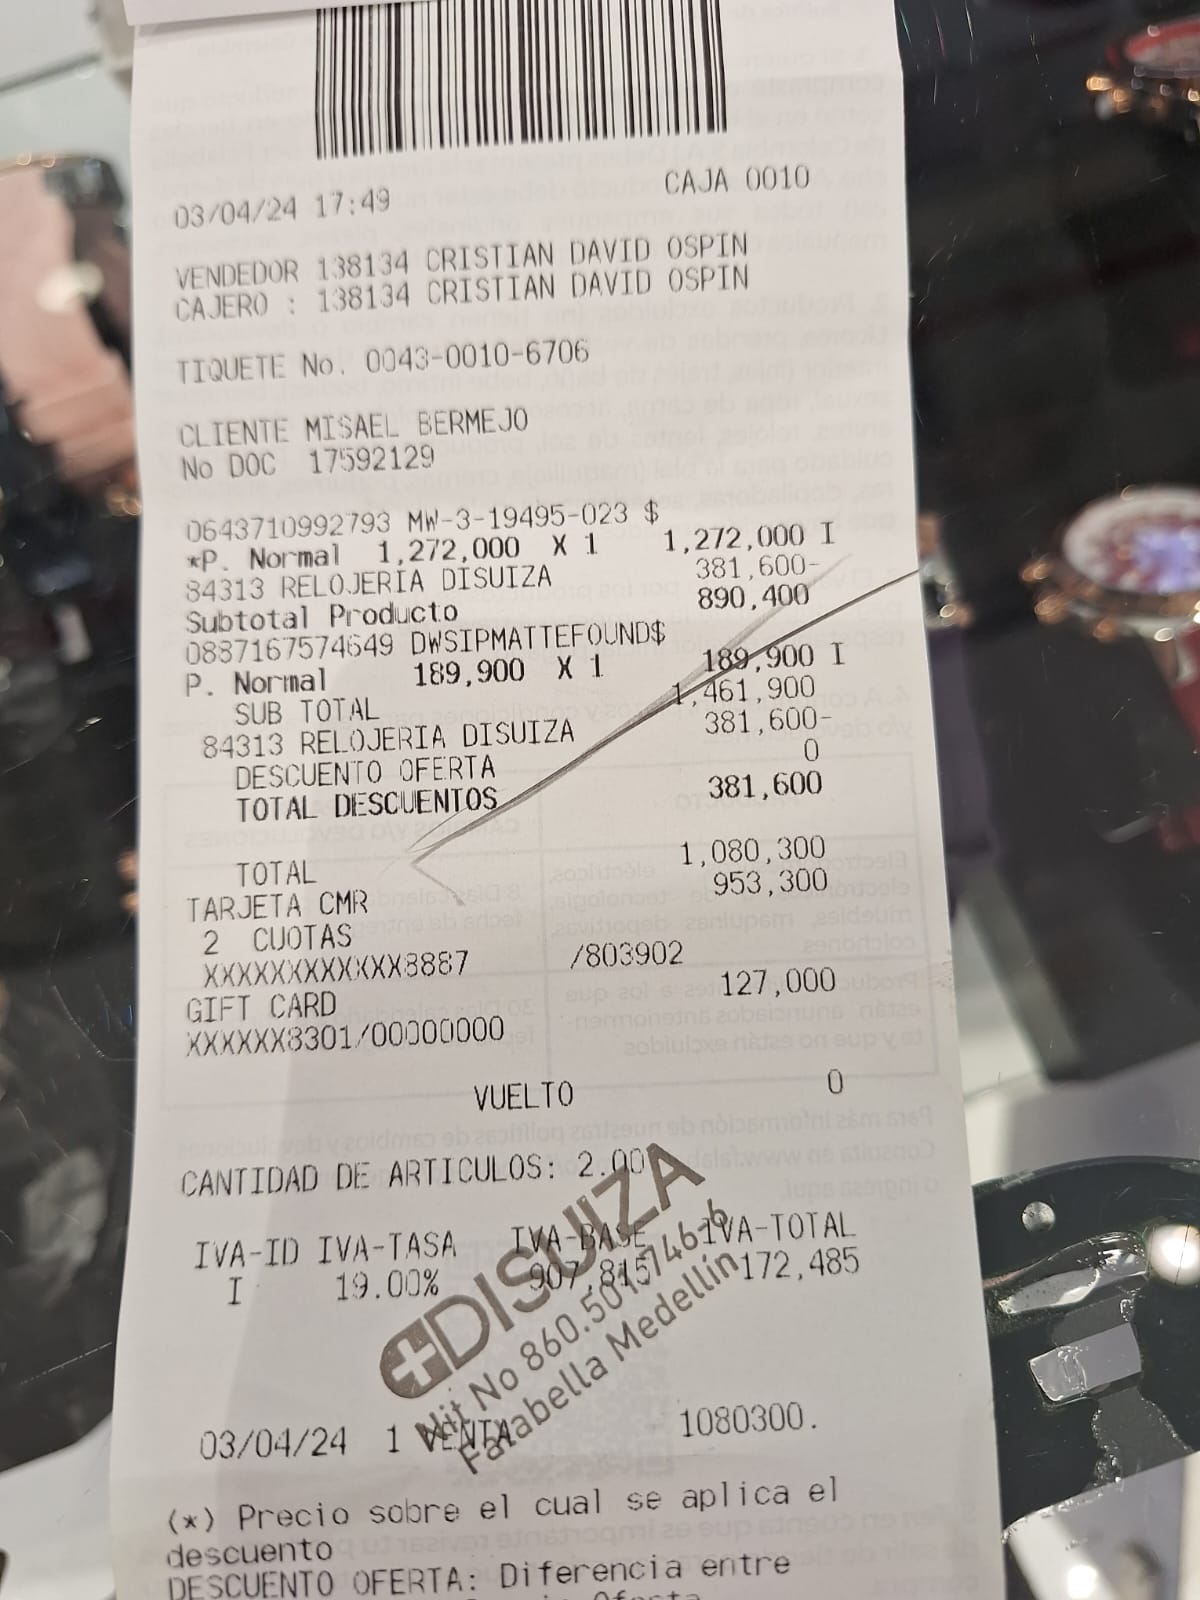 03/04/24 17:49 CAJA 0010
VENDEDOR 138134 CRISTIAN DAVID OSPIN
CAJERO : 138134 CRISTIAN DAVID OSPIN
TIQUETE No. 0043-0010-6706
CLIENTE MISAEL BERMEJO
No DOC 17592129
0643710992793 MW-3-19495-023 $
*P. Normal 1,272,000 X 1 1,272,000 I
84313 RELOJERIA DISUIZA 381,600-
Subtotal Producto 890,400
0887167574649 DWSIPMATTEFOUND$
P. Normal 189,900 X 1 189,900 I
SUB TOTAL 1,461,900
84313 RELOJERIA DISUIZA 381,600-
DESCUENTO OFERTA 0
TOTAL DESCUENTOS 381,600
TOTAL 1,080,300
TARJETA CMR 953,300
2 CUOTAS
XXXXXXXXXXXX8887 /803902
GIFT CARD 127,000
XXXXXX8301/00000000
VUELTO 0
CANTIDAD DE ARTICULOS: 2.00
IVA-ID IVA-TASA IVA-BASE IVA-TOTAL
I 19.00% 907,815 172,485
DISUIZA
Nit No 860.501.746-6
Falabella Medellin
03/04/24 1 VENTA 1080300.
(*) Precio sobre el cual se aplica el
descuento
DESCUENTO OFERTA: Diferencia entre